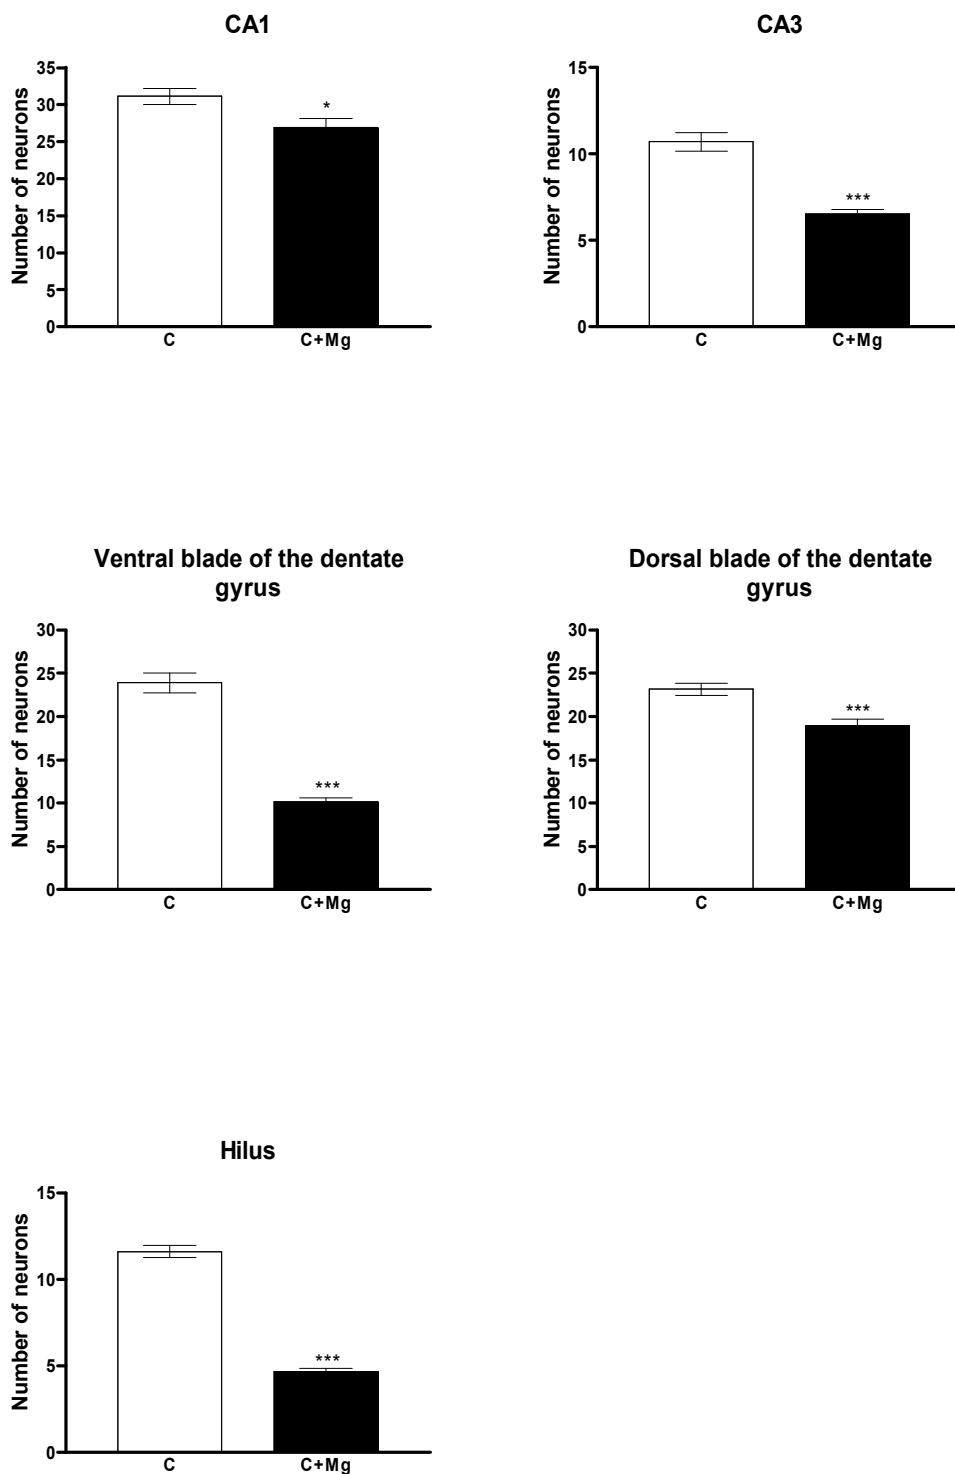 CA1
Number of neurons
35
30
25
20
15
10
5
0
*
C
C+Mg
CA3
Number of neurons
15
10
5
0
***
C
C+Mg
Ventral blade of the dentate
gyrus
Number of neurons
30
25
20
15
10
5
0
***
C
C+Mg
Dorsal blade of the dentate
gyrus
Number of neurons
30
25
20
15
10
5
0
***
C
C+Mg
Hilus
Number of neurons
15
10
5
0
***
C
C+Mg